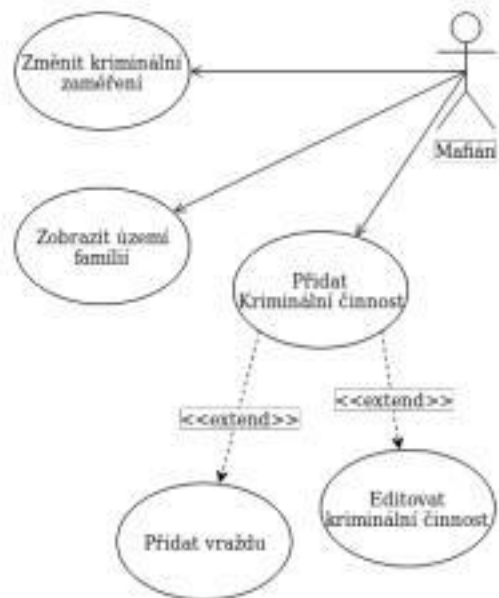 Změnit kriminální
zaměření
Mafián
Zobrazit území
familií
Přidat
Kriminální činnost
<<extend>>
<<extend>>
Přidat vraždu
Editovat
kriminální činnost